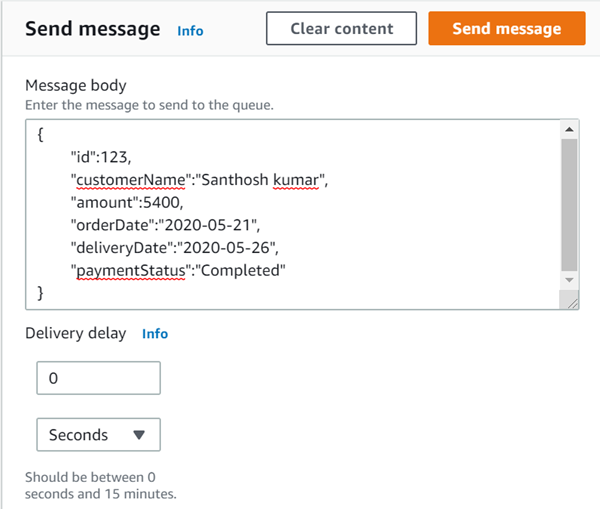 Send message Info Clear content Send message
Message body
Enter the message to send to the queue.
{
"id":123,
"customerName":"Santhosh kumar",
"amount":5400,
"orderDate":"2020-05-21",
"deliveryDate":"2020-05-26",
"paymentStatus":"Completed"
}
Delivery delay Info
0
Seconds
Should be between 0
seconds and 15 minutes.